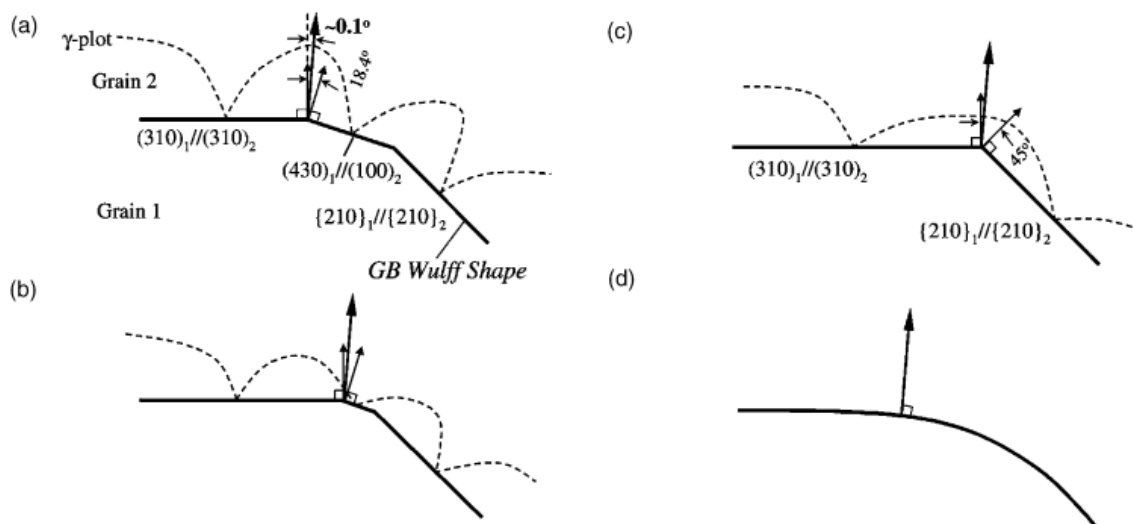 (a)
γ-plot
~0.1°
18.4°
Grain 2
(310)₁//(310)₂
(430)₁//(100)₂
Grain 1
{210}₁//{210}₂
GB Wulff Shape
(b)
(c)
45°
(310)₁//(310)₂
{210}₁//{210}₂
(d)